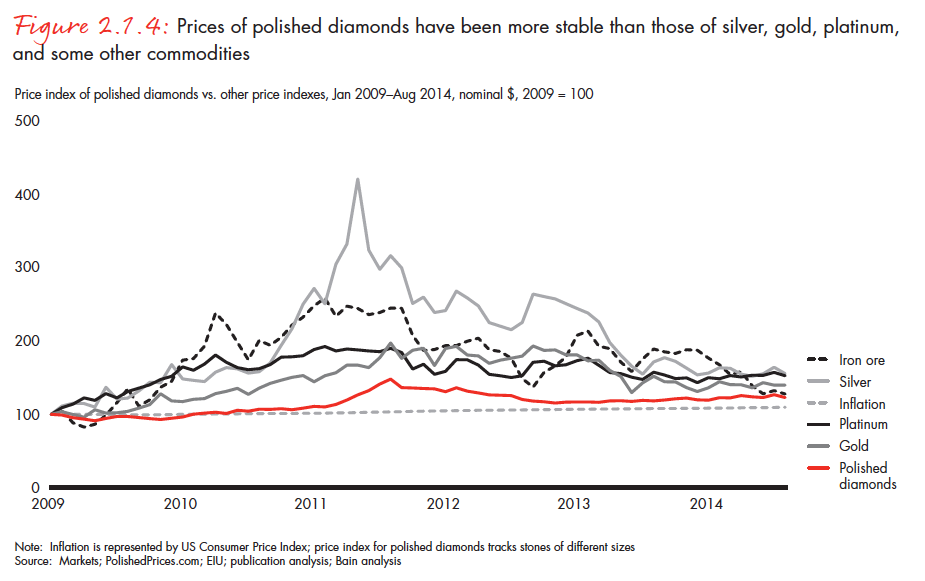 Figure 2.1.4: Prices of polished diamonds have been more stable than those of silver, gold, platinum,
and some other commodities
Price index of polished diamonds vs. other price indexes, Jan 2009–Aug 2014, nominal $, 2009 = 100
500
400
300
200
100
0
2009 2010 2011 2012 2013 2014
Iron ore
Silver
Inflation
Platinum
Gold
Polished
diamonds
Note: Inflation is represented by US Consumer Price Index; price index for polished diamonds tracks stones of different sizes
Source: Markets; PolishedPrices.com; EIU; publication analysis; Bain analysis